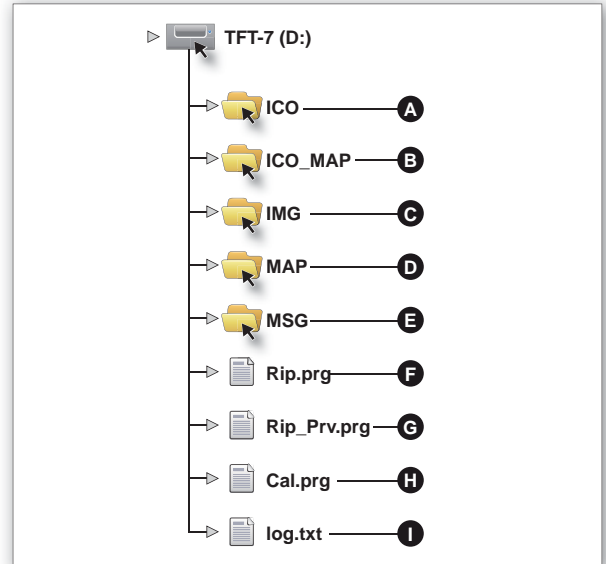 TFT-7 (D:)
ICO A
ICO_MAP B
IMG C
MAP D
MSG E
Rip.prg F
Rip_Prv.prg G
Cal.prg H
log.txt I